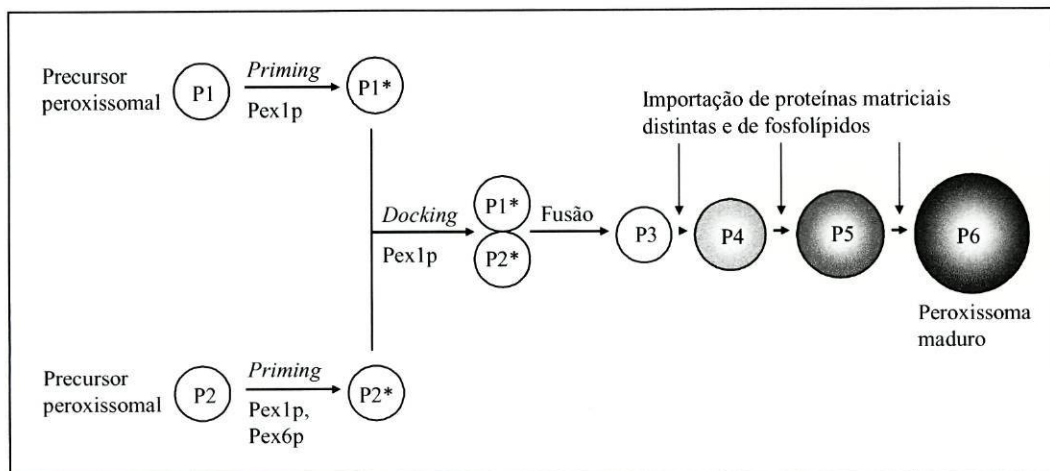 Precursor
peroxissomal
P1
Priming
Pex1p
P1*
Importação de proteínas matriciais
distintas e de fosfolípidos
Docking
Pex1p
P1*
P2*
Fusão
P3
P4
P5
P6
Peroxissoma
maduro
Precursor
peroxissomal
P2
Priming
Pex1p,
Pex6p
P2*